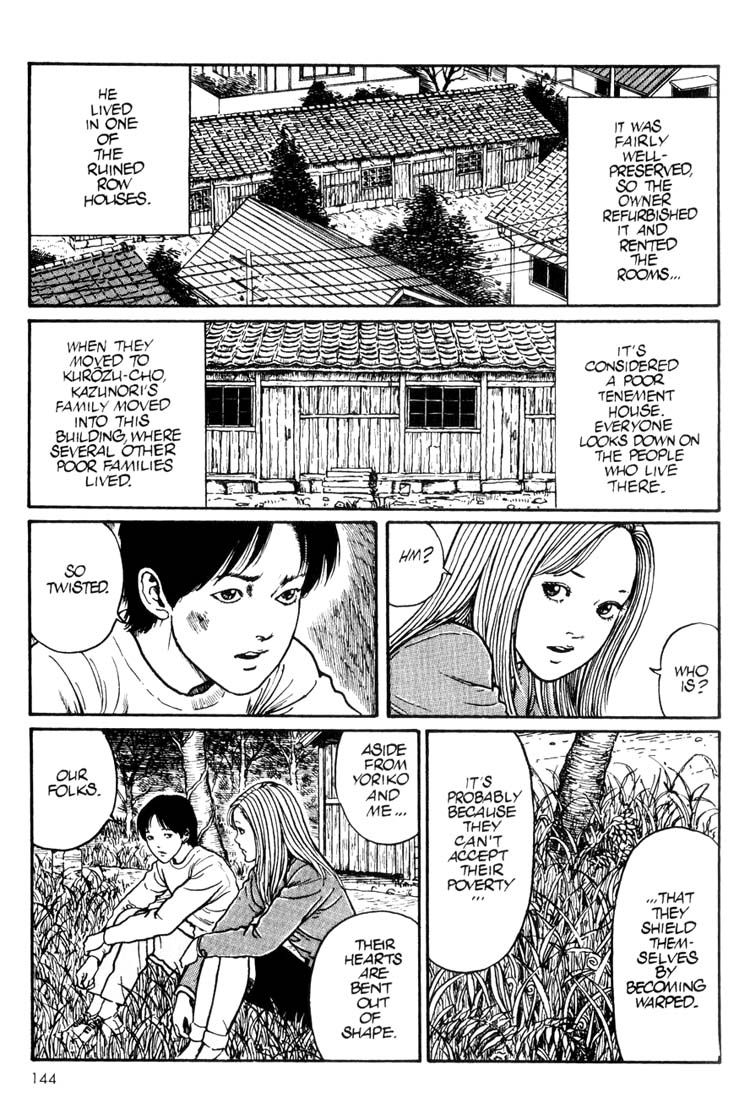 HE
LIVED
IN ONE
OF
THE
RUINED
ROW
HOUSES.
IT WAS
FAIRLY
WELL-
PRESERVED,
SO THE
OWNER
REFURBISHED
IT AND
RENTED
THE
ROOMS...
WHEN THEY
MOVED TO
KURÔZU-CHO,
KAZUNORI'S
FAMILY MOVED
INTO THIS
BUILDING, WHERE
SEVERAL OTHER
POOR FAMILIES
LIVED.
IT'S
CONSIDERED
A POOR
TENEMENT
HOUSE.
EVERYONE
LOOKS DOWN ON
THE PEOPLE
WHO LIVE
THERE.
SO
TWISTED.
HM?
WHO
IS?
OUR
FOLKS.
ASIDE
FROM
YORIKO
AND
ME...
THEIR
HEARTS
ARE
BENT
OUT
OF
SHAPE.
IT'S
PROBABLY
BECAUSE
THEY
CAN'T
ACCEPT
THEIR
POVERTY
...
...THAT
THEY
SHIELD
THEM-
SELVES
BY
BECOMING
WARPED.
144